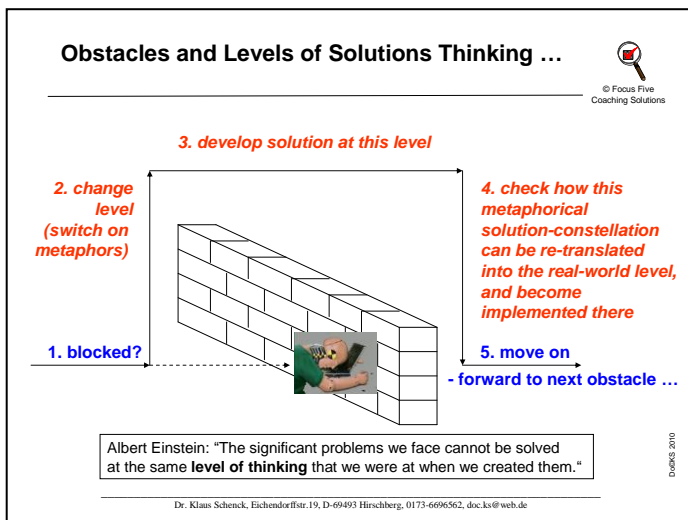 Obstacles and Levels of Solutions Thinking …
© Focus Five
Coaching Solutions
3. develop solution at this level
2. change
level
(switch on
metaphors)
4. check how this
metaphorical
solution-constellation
can be re-translated
into the real-world level,
and become
implemented there
1. blocked?
5. move on
- forward to next obstacle …
Albert Einstein: “The significant problems we face cannot be solved
at the same level of thinking that we were at when we created them.“
DocKS 2010
Dr. Klaus Schenck, Eichendorffstr.19, D-69493 Hirschberg, 0173-6696562, doc.ks@web.de